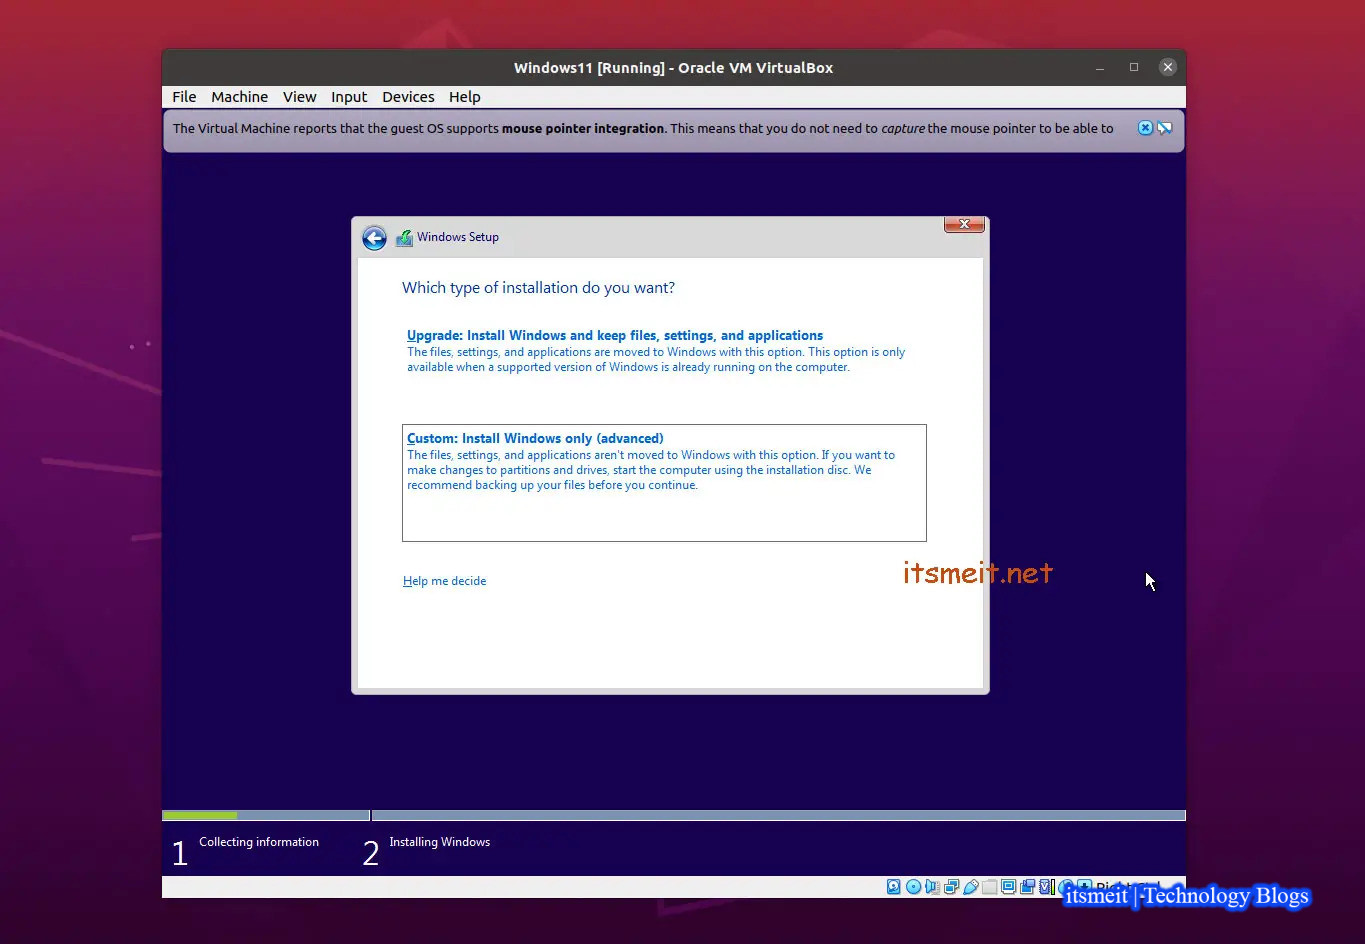 Windows11 [Running] - Oracle VM VirtualBox
File Machine View Input Devices Help
The Virtual Machine reports that the guest OS supports mouse pointer integration. This means that you do not need to capture the mouse pointer to be able to
Windows Setup
Which type of installation do you want?
Upgrade: Install Windows and keep files, settings, and applications
The files, settings, and applications are moved to Windows with this option. This option is only
available when a supported version of Windows is already running on the computer.
Custom: Install Windows only (advanced)
The files, settings, and applications aren't moved to Windows with this option. If you want to
make changes to partitions and drives, start the computer using the installation disc. We
recommend backing up your files before you continue.
itsmeit.net
Help me decide
1 Collecting information
2 Installing Windows
itsmeit | Technology Blogs